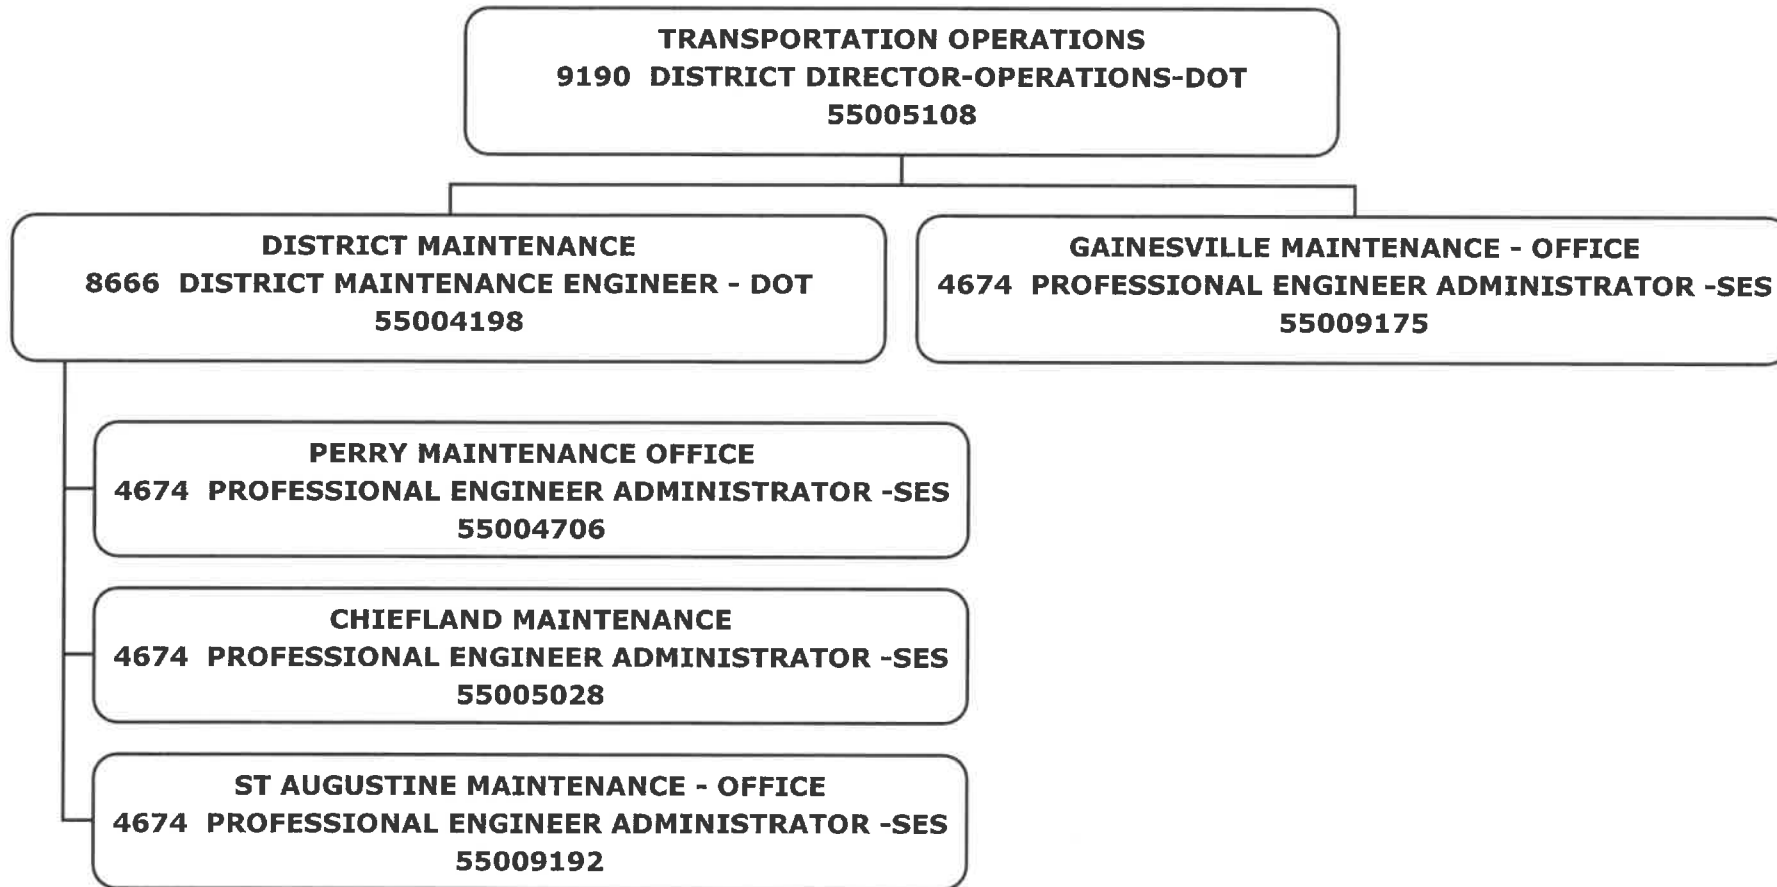 TRANSPORTATION OPERATIONS
9190 DISTRICT DIRECTOR-OPERATIONS-DOT
55005108
DISTRICT MAINTENANCE
8666 DISTRICT MAINTENANCE ENGINEER - DOT
55004198
GAINESVILLE MAINTENANCE - OFFICE
4674 PROFESSIONAL ENGINEER ADMINISTRATOR -SES
55009175
PERRY MAINTENANCE OFFICE
4674 PROFESSIONAL ENGINEER ADMINISTRATOR -SES
55004706
CHIEFLAND MAINTENANCE
4674 PROFESSIONAL ENGINEER ADMINISTRATOR -SES
55005028
ST AUGUSTINE MAINTENANCE - OFFICE
4674 PROFESSIONAL ENGINEER ADMINISTRATOR -SES
55009192